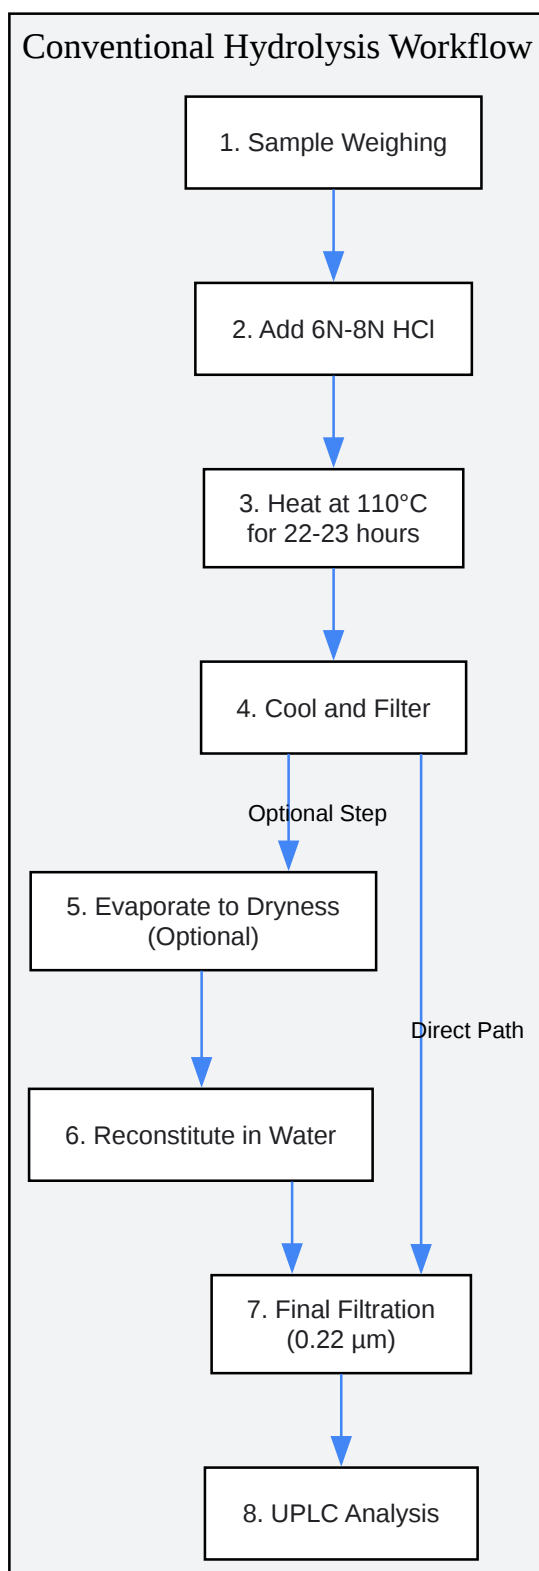 Conventional Hydrolysis Workflow
1. Sample Weighing
2. Add 6N-8N HCl
3. Heat at 110°C
for 22-23 hours
4. Cool and Filter
Optional Step
5. Evaporate to Dryness
(Optional)
Direct Path
6. Reconstitute in Water
7. Final Filtration
(0.22 µm)
8. UPLC Analysis